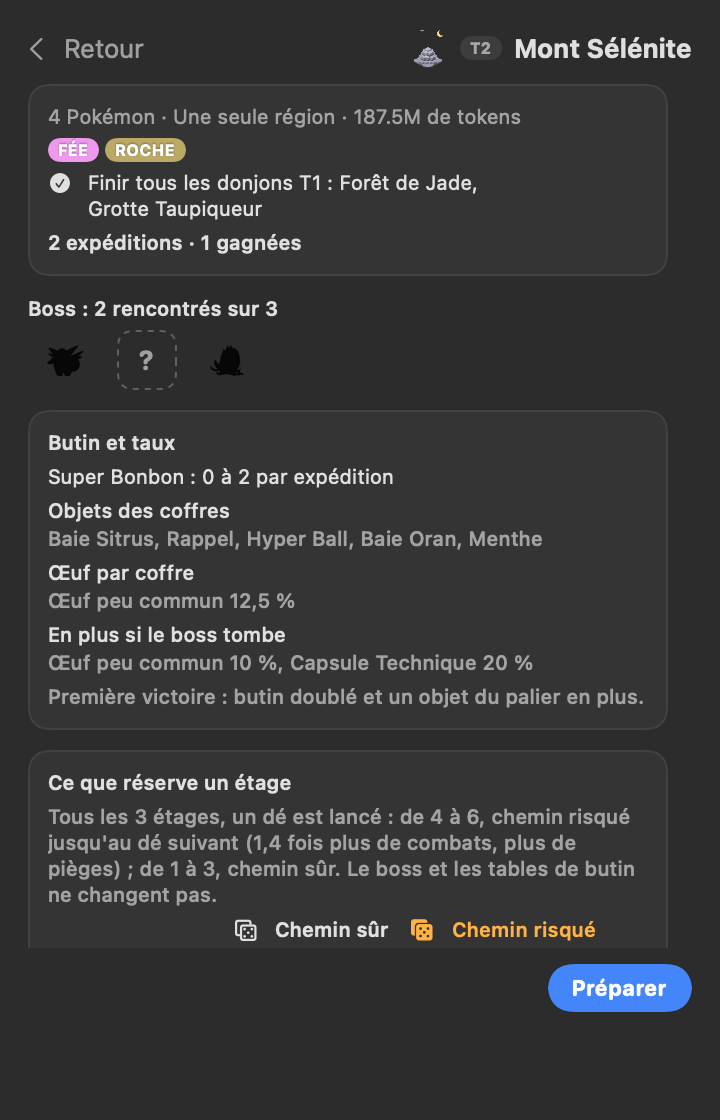 Retour
T2 Mont Sélénite
4 Pokémon · Une seule région · 187.5M de tokens
FÉE ROCHE
Finir tous les donjons T1 : Forêt de Jade,
Grotte Taupiqueur
2 expéditions · 1 gagnées
Boss : 2 rencontrés sur 3
?
Butin et taux
Super Bonbon : 0 à 2 par expédition
Objets des coffres
Baie Sitrus, Rappel, Hyper Ball, Baie Oran, Menthe
Œuf par coffre
Œuf peu commun 12,5 %
En plus si le boss tombe
Œuf peu commun 10 %, Capsule Technique 20 %
Première victoire : butin doublé et un objet du palier en plus.
Ce que réserve un étage
Tous les 3 étages, un dé est lancé : de 4 à 6, chemin risqué
jusqu'au dé suivant (1,4 fois plus de combats, plus de
pièges) ; de 1 à 3, chemin sûr. Le boss et les tables de butin
ne changent pas.
Chemin sûr Chemin risqué
Préparer